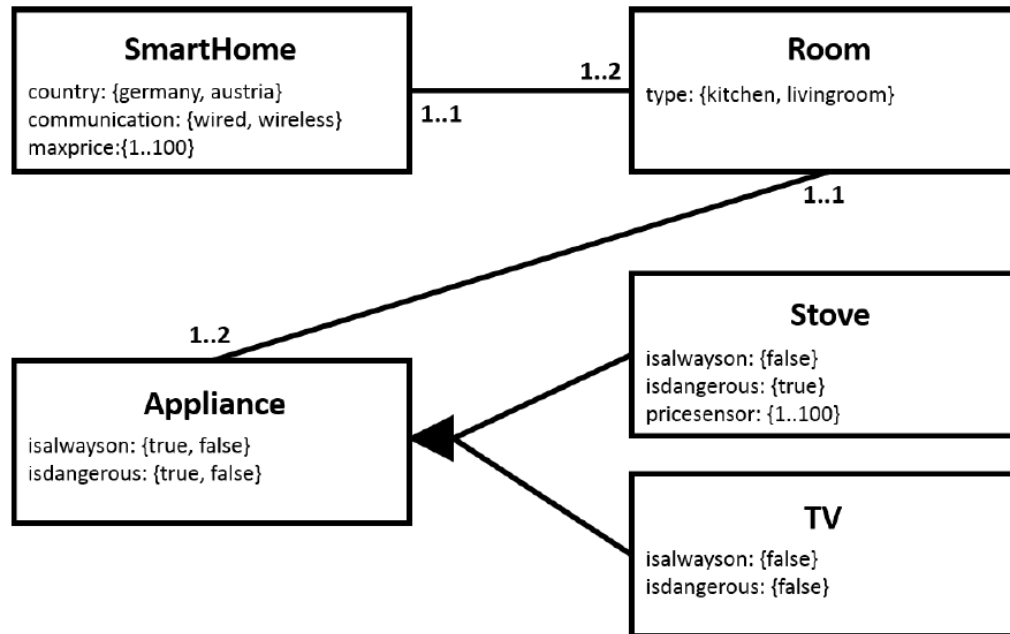 SmartHome
country: {germany, austria}
communication: {wired, wireless}
maxprice:{1..100}
1..1
1..2
Room
type: {kitchen, livingroom}
1..1
1..2
Appliance
isalwayson: {true, false}
isdangerous: {true, false}
Stove
isalwayson: {false}
isdangerous: {true}
pricesensor: {1..100}
TV
isalwayson: {false}
isdangerous: {false}